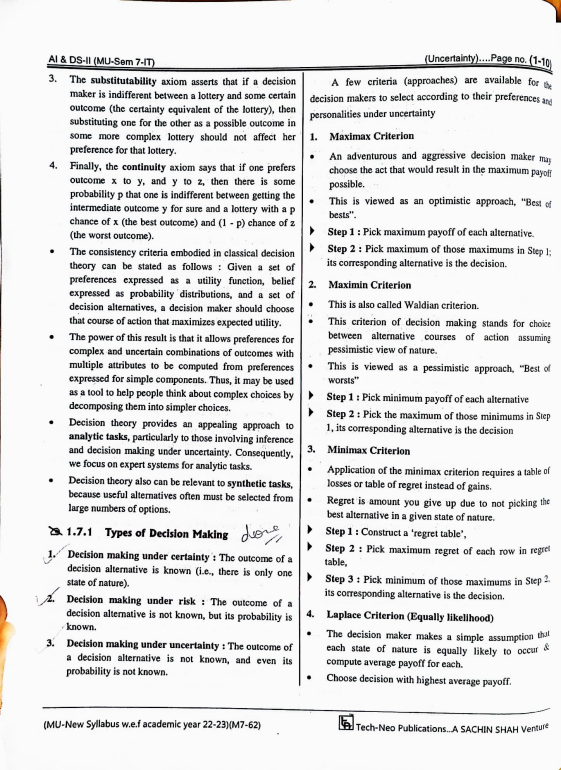 AI & DS-II (MU-Sem 7-IT)
(Uncertainty)....Page no. (1-10)
3. The substitutability axiom asserts that if a decision
maker is indifferent between a lottery and some certain
outcome (the certainty equivalent of the lottery), then
substituting one for the other as a possible outcome in
some more complex lottery should not affect her
preference for that lottery.
4. Finally, the continuity axiom says that if one prefers
outcome x to y, and y to z, then there is some
probability p that one is indifferent between getting the
intermediate outcome y for sure and a lottery with a p
chance of x (the best outcome) and (1 - p) chance of z
(the worst outcome).
• The consistency criteria embodied in classical decision
theory can be stated as follows : Given a set of
preferences expressed as a utility function, belief
expressed as probability distributions, and a set of
decision alternatives, a decision maker should choose
that course of action that maximizes expected utility.
• The power of this result is that it allows preferences for
complex and uncertain combinations of outcomes with
multiple attributes to be computed from preferences
expressed for simple components. Thus, it may be used
as a tool to help people think about complex choices by
decomposing them into simpler choices.
• Decision theory provides an appealing approach to
analytic tasks, particularly to those involving inference
and decision making under uncertainty. Consequently,
we focus on expert systems for analytic tasks.
• Decision theory also can be relevant to synthetic tasks,
because useful alternatives often must be selected from
large numbers of options.
1.7.1 Types of Decision Making done
1. Decision making under certainty : The outcome of a
decision alternative is known (i.e., there is only one
state of nature).
2. Decision making under risk : The outcome of a
decision alternative is not known, but its probability is
known.
3. Decision making under uncertainty : The outcome of
a decision alternative is not known, and even its
probability is not known.
A few criteria (approaches) are available for the
decision makers to select according to their preferences and
personalities under uncertainty
1. Maximax Criterion
• An adventurous and aggressive decision maker may
choose the act that would result in the maximum payoff
possible.
• This is viewed as an optimistic approach, “Best of
bests”.
Step 1 : Pick maximum payoff of each alternative.
Step 2 : Pick maximum of those maximums in Step 1;
its corresponding alternative is the decision.
2. Maximin Criterion
• This is also called Waldian criterion.
• This criterion of decision making stands for choice
between alternative courses of action assuming
pessimistic view of nature.
• This is viewed as a pessimistic approach, “Best of
worsts”
Step 1 : Pick minimum payoff of each alternative
Step 2 : Pick the maximum of those minimums in Step
1, its corresponding alternative is the decision
3. Minimax Criterion
• Application of the minimax criterion requires a table of
losses or table of regret instead of gains.
• Regret is amount you give up due to not picking the
best alternative in a given state of nature.
Step 1 : Construct a ‘regret table’,
Step 2 : Pick maximum regret of each row in regret
table,
Step 3 : Pick minimum of those maximums in Step 2,
its corresponding alternative is the decision.
4. Laplace Criterion (Equally likelihood)
• The decision maker makes a simple assumption that
each state of nature is equally likely to occur &
compute average payoff for each.
• Choose decision with highest average payoff.
(MU-New Syllabus w.e.f academic year 22-23)(M7-62)
Tech-Neo Publications...A SACHIN SHAH Venture